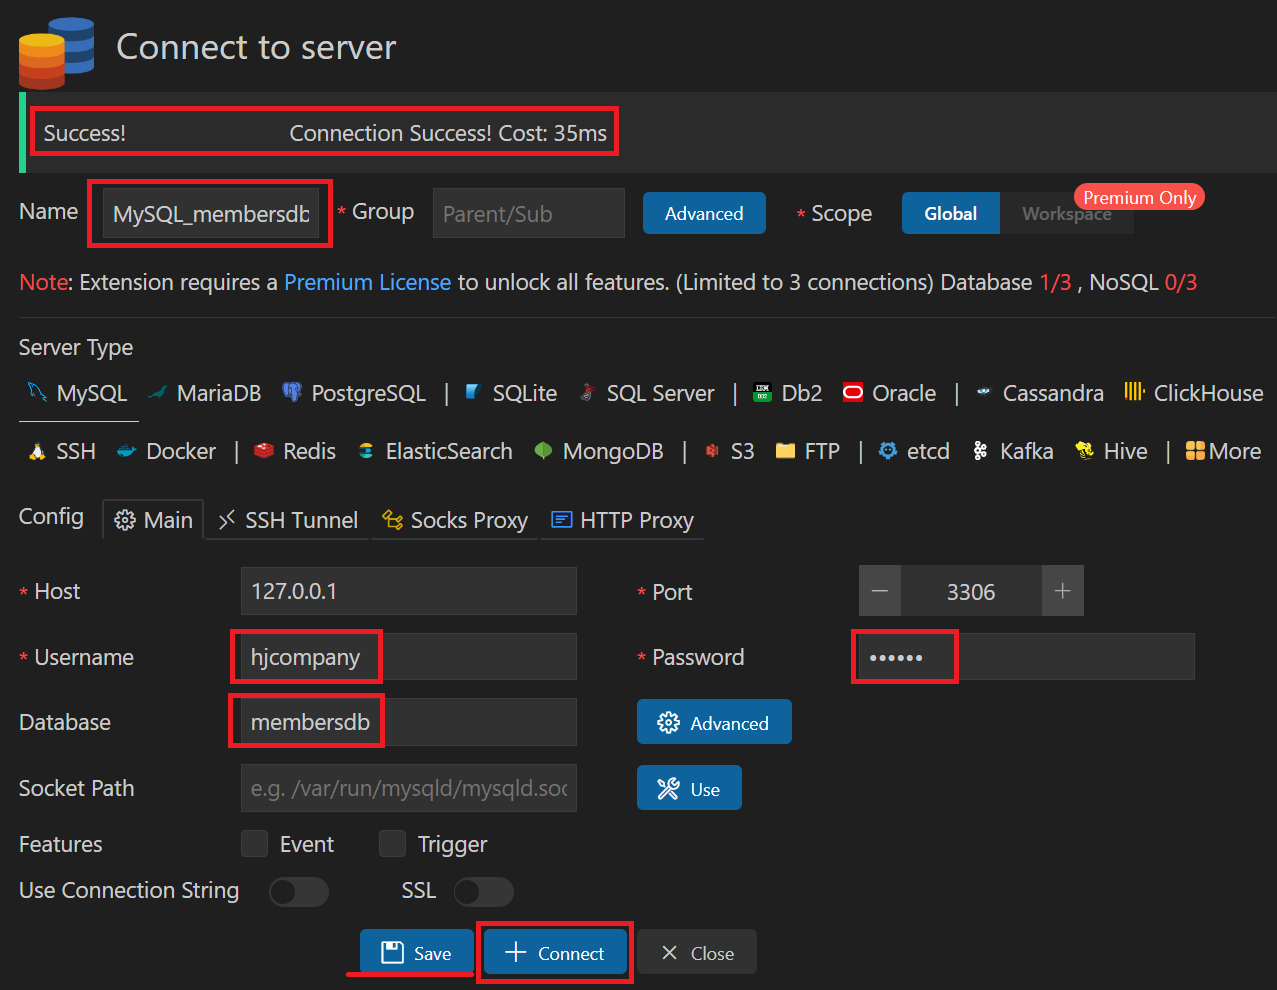 Connect to server
Success! Connection Success! Cost: 35ms
Name MySQL_membersdb * Group Parent/Sub Advanced * Scope Global Workspace Premium Only
Note: Extension requires a Premium License to unlock all features. (Limited to 3 connections) Database 1/3 , NoSQL 0/3
Server Type
MySQL MariaDB PostgreSQL | SQLite SQL Server | Db2 Oracle | Cassandra ClickHouse
SSH Docker | Redis ElasticSearch MongoDB | S3 FTP | etcd Kafka Hive | More
Config Main SSH Tunnel Socks Proxy HTTP Proxy
* Host 127.0.0.1 * Port − 3306 +
* Username hjcompany * Password ••••••
Database membersdb Advanced
Socket Path e.g. /var/run/mysqld/mysqld.soc Use
Features Event Trigger
Use Connection String SSL
Save Connect Close